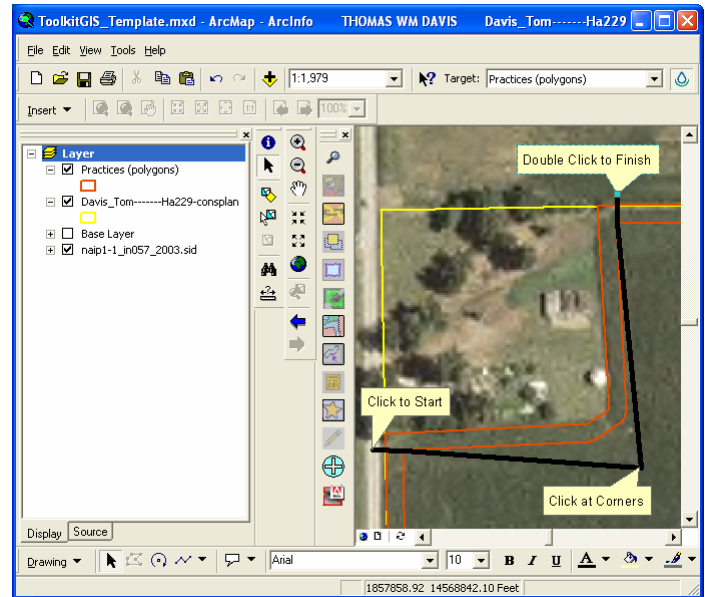 ToolkitGIS_Template.mxd - ArcMap - ArcInfo THOMAS WM DAVIS Davis_Tom-------Ha229
File Edit View Tools Help
1:1,979 Target: Practices (polygons)
Insert 100%
Layer
Practices (polygons)
Davis_Tom-------Ha229-consplan
Base Layer
naip1-1_in057_2003.sid
Double Click to Finish
Click to Start
Click at Corners
Display Source
Drawing Arial 10 B I U A
1857858.92 14568842.10 Feet